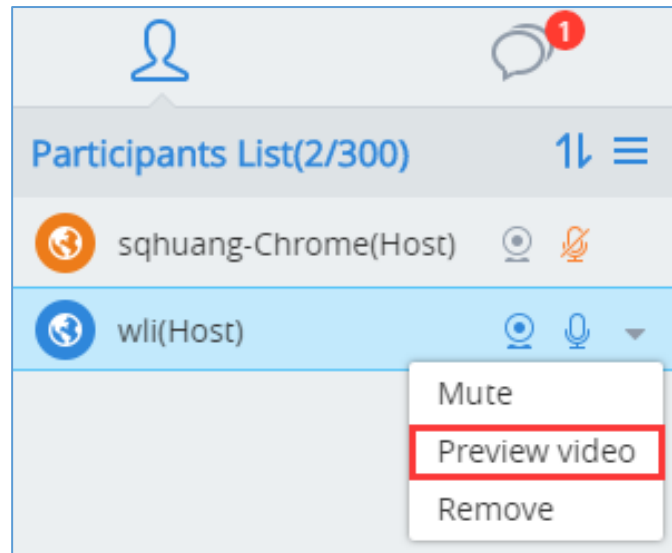 1
Participants List(2/300)
sqhuang-Chrome(Host)
wli(Host)
Mute
Preview video
Remove